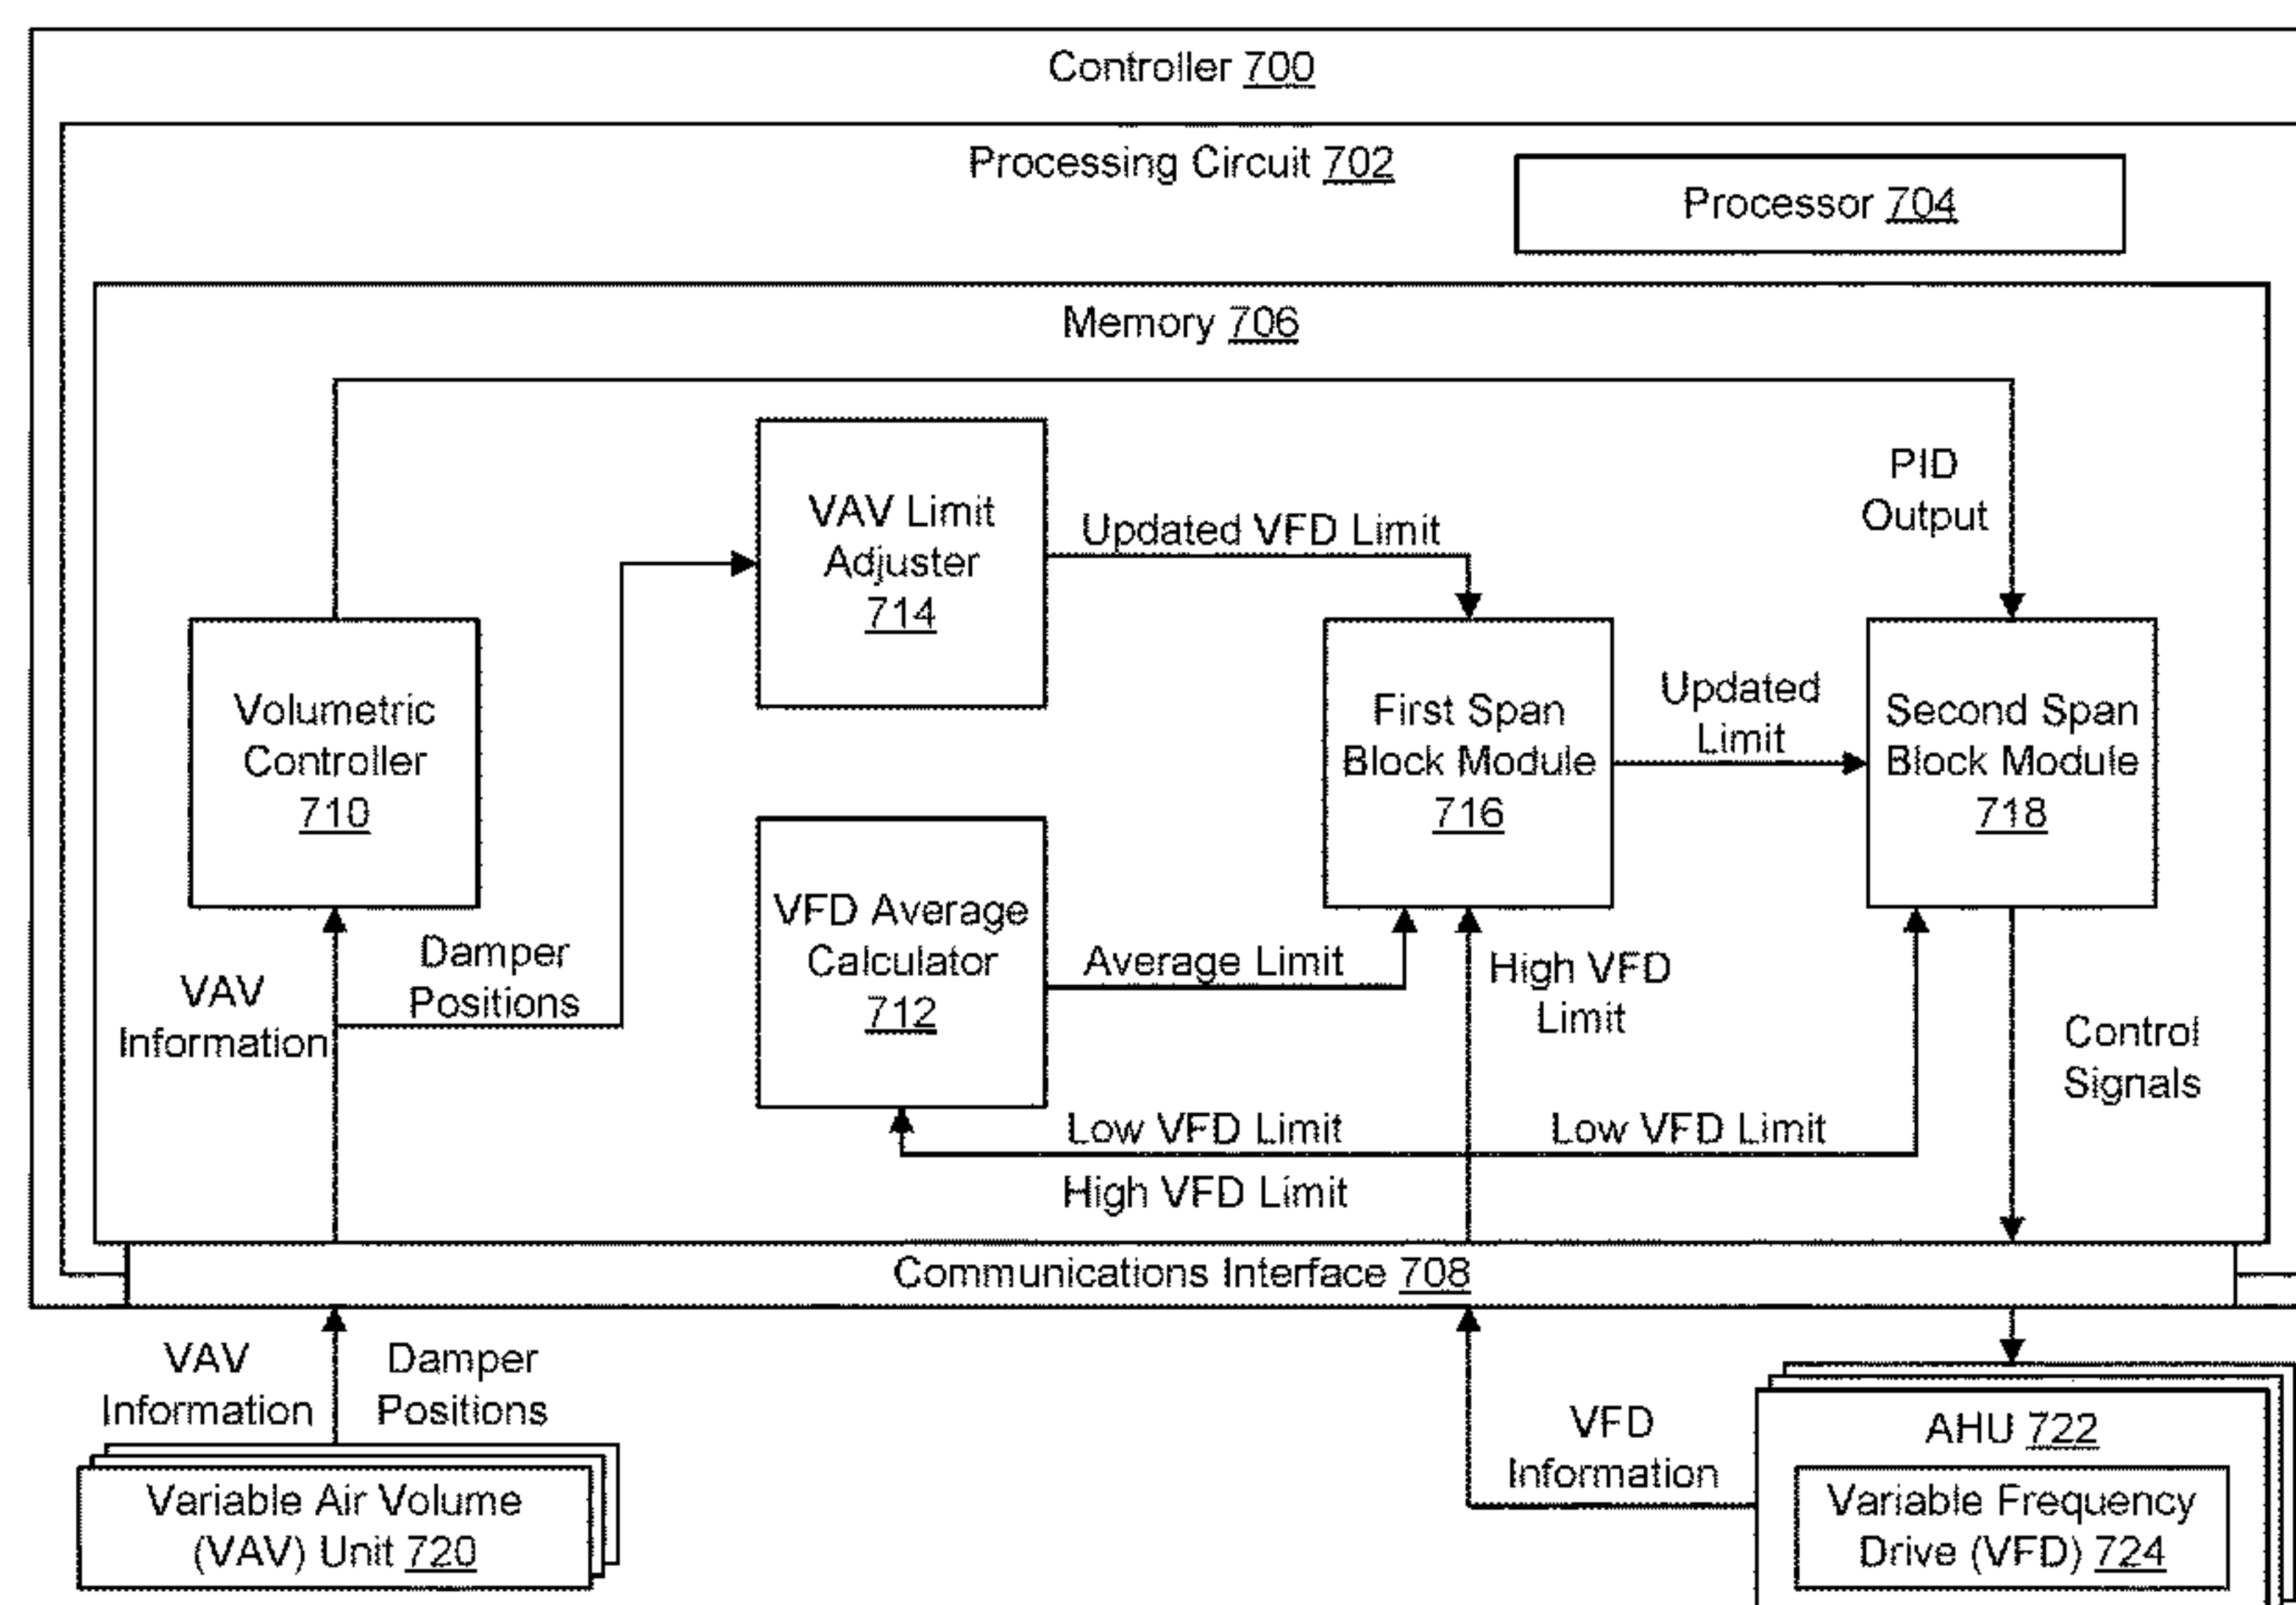 Controller 700
Processing Circuit 702
Processor 704
Memory 706
PID
Output
VAV Limit
Adjuster
714
Updated VFD Limit
Volumetric
Controller
710
First Span
Block Module
716
Updated
Limit
Second Span
Block Module
718
VFD Average
Calculator
712
Average Limit
High VFD
Limit
Damper
Positions
VAV
Information
Control
Signals
Low VFD Limit
Low VFD Limit
High VFD Limit
Communications Interface 708
VAV
Information
Damper
Positions
VFD
Information
AHU 722
Variable Air Volume
(VAV) Unit 720
Variable Frequency
Drive (VFD) 724